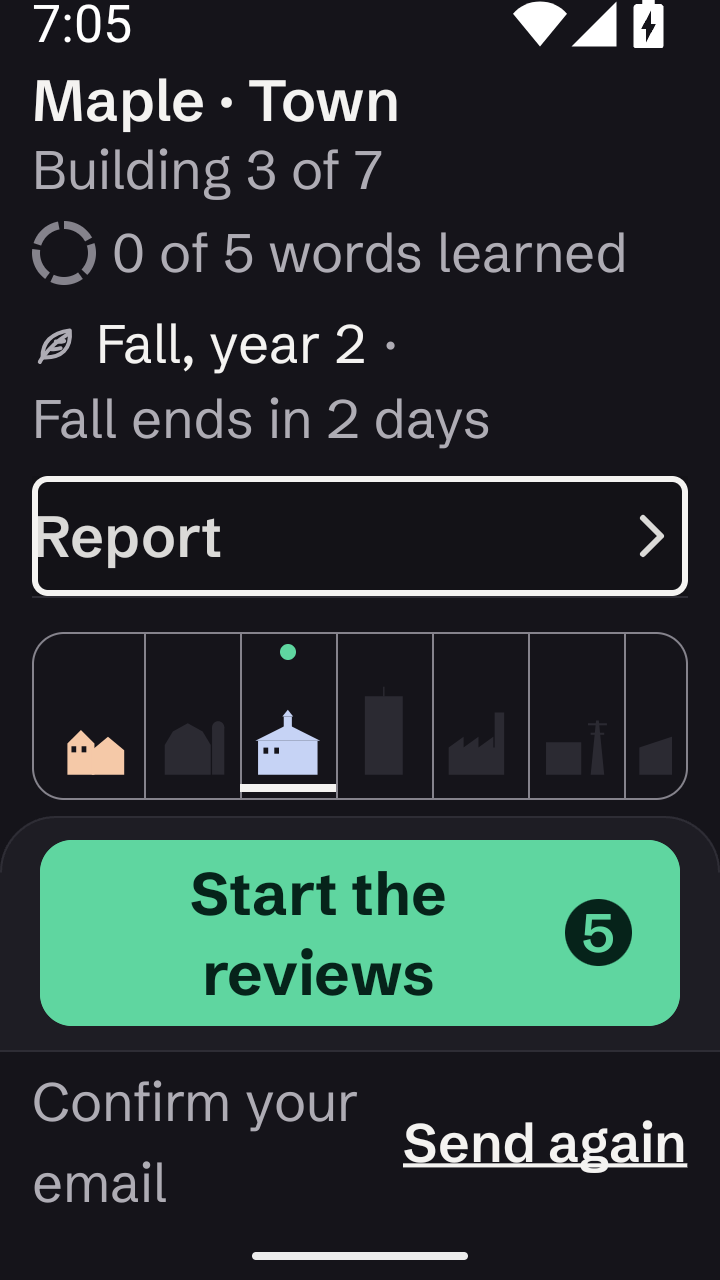 7:05
Maple · Town
Building 3 of 7
0 of 5 words learned
Fall, year 2 ·
Fall ends in 2 days
Report
Start the
reviews
5
Confirm your
email
Send again